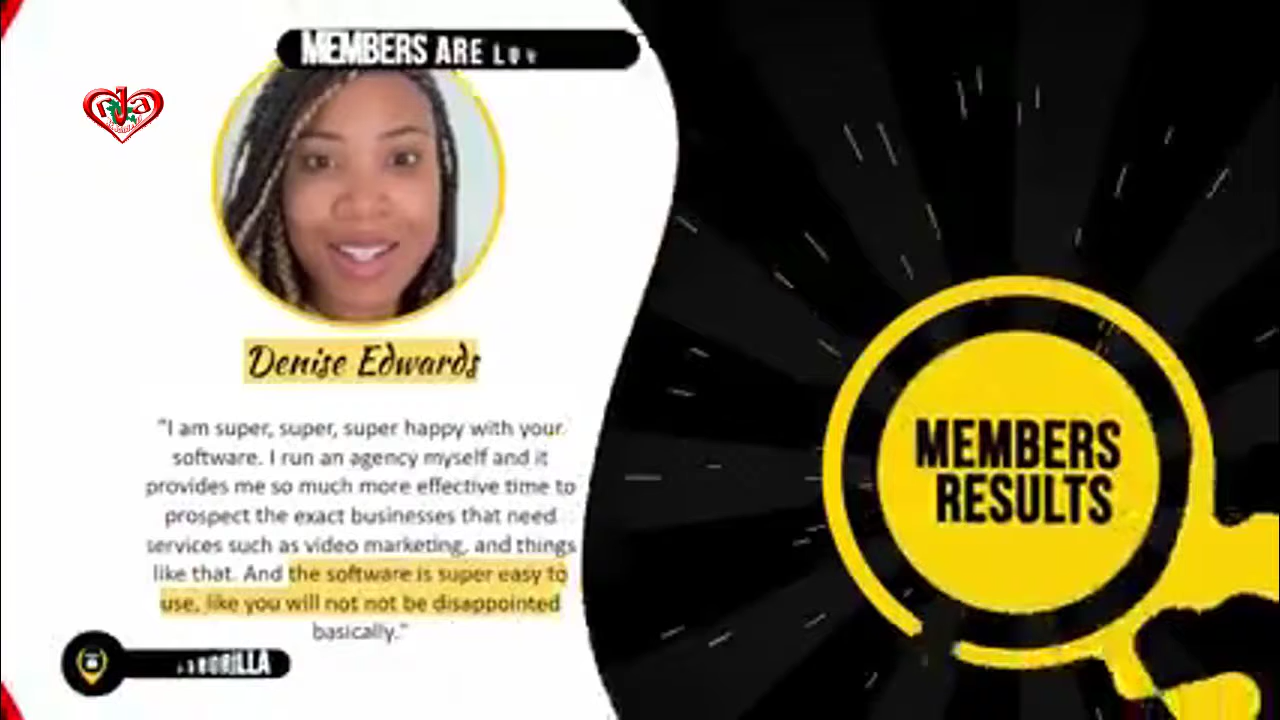 MEMBERS ARE LOV
nJa
Denise Edwards
"I am super, super, super happy with your
software. I run an agency myself and it
provides me so much more effective time to
prospect the exact businesses that need
services such as video marketing, and things
like that. And the software is super easy to
use, like you will not not be disappointed
basically."
MEMBERS
RESULTS